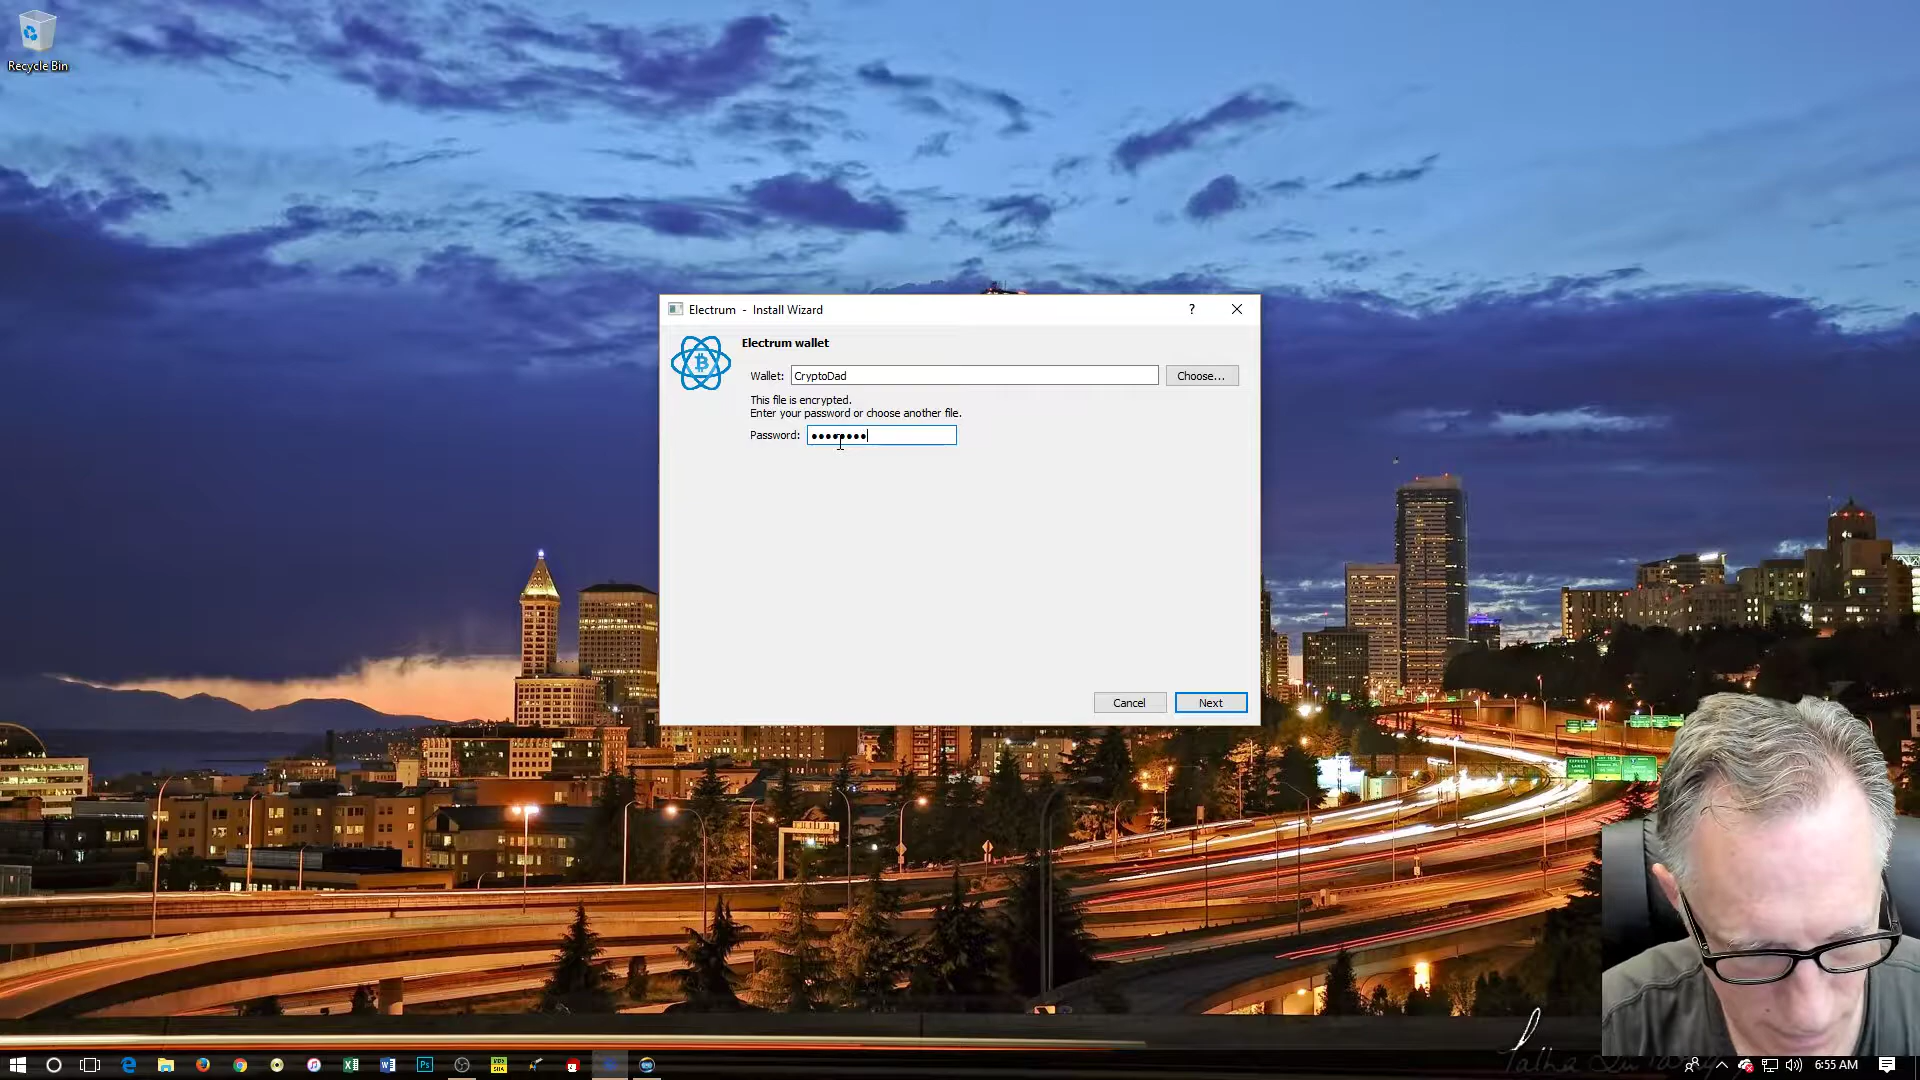 Recycle Bin
Electrum - Install Wizard
Electrum wallet
Wallet: CryptoDad Choose...
This file is encrypted.
Enter your password or choose another file.
Password: ••••••••
Cancel Next
6:55 AM